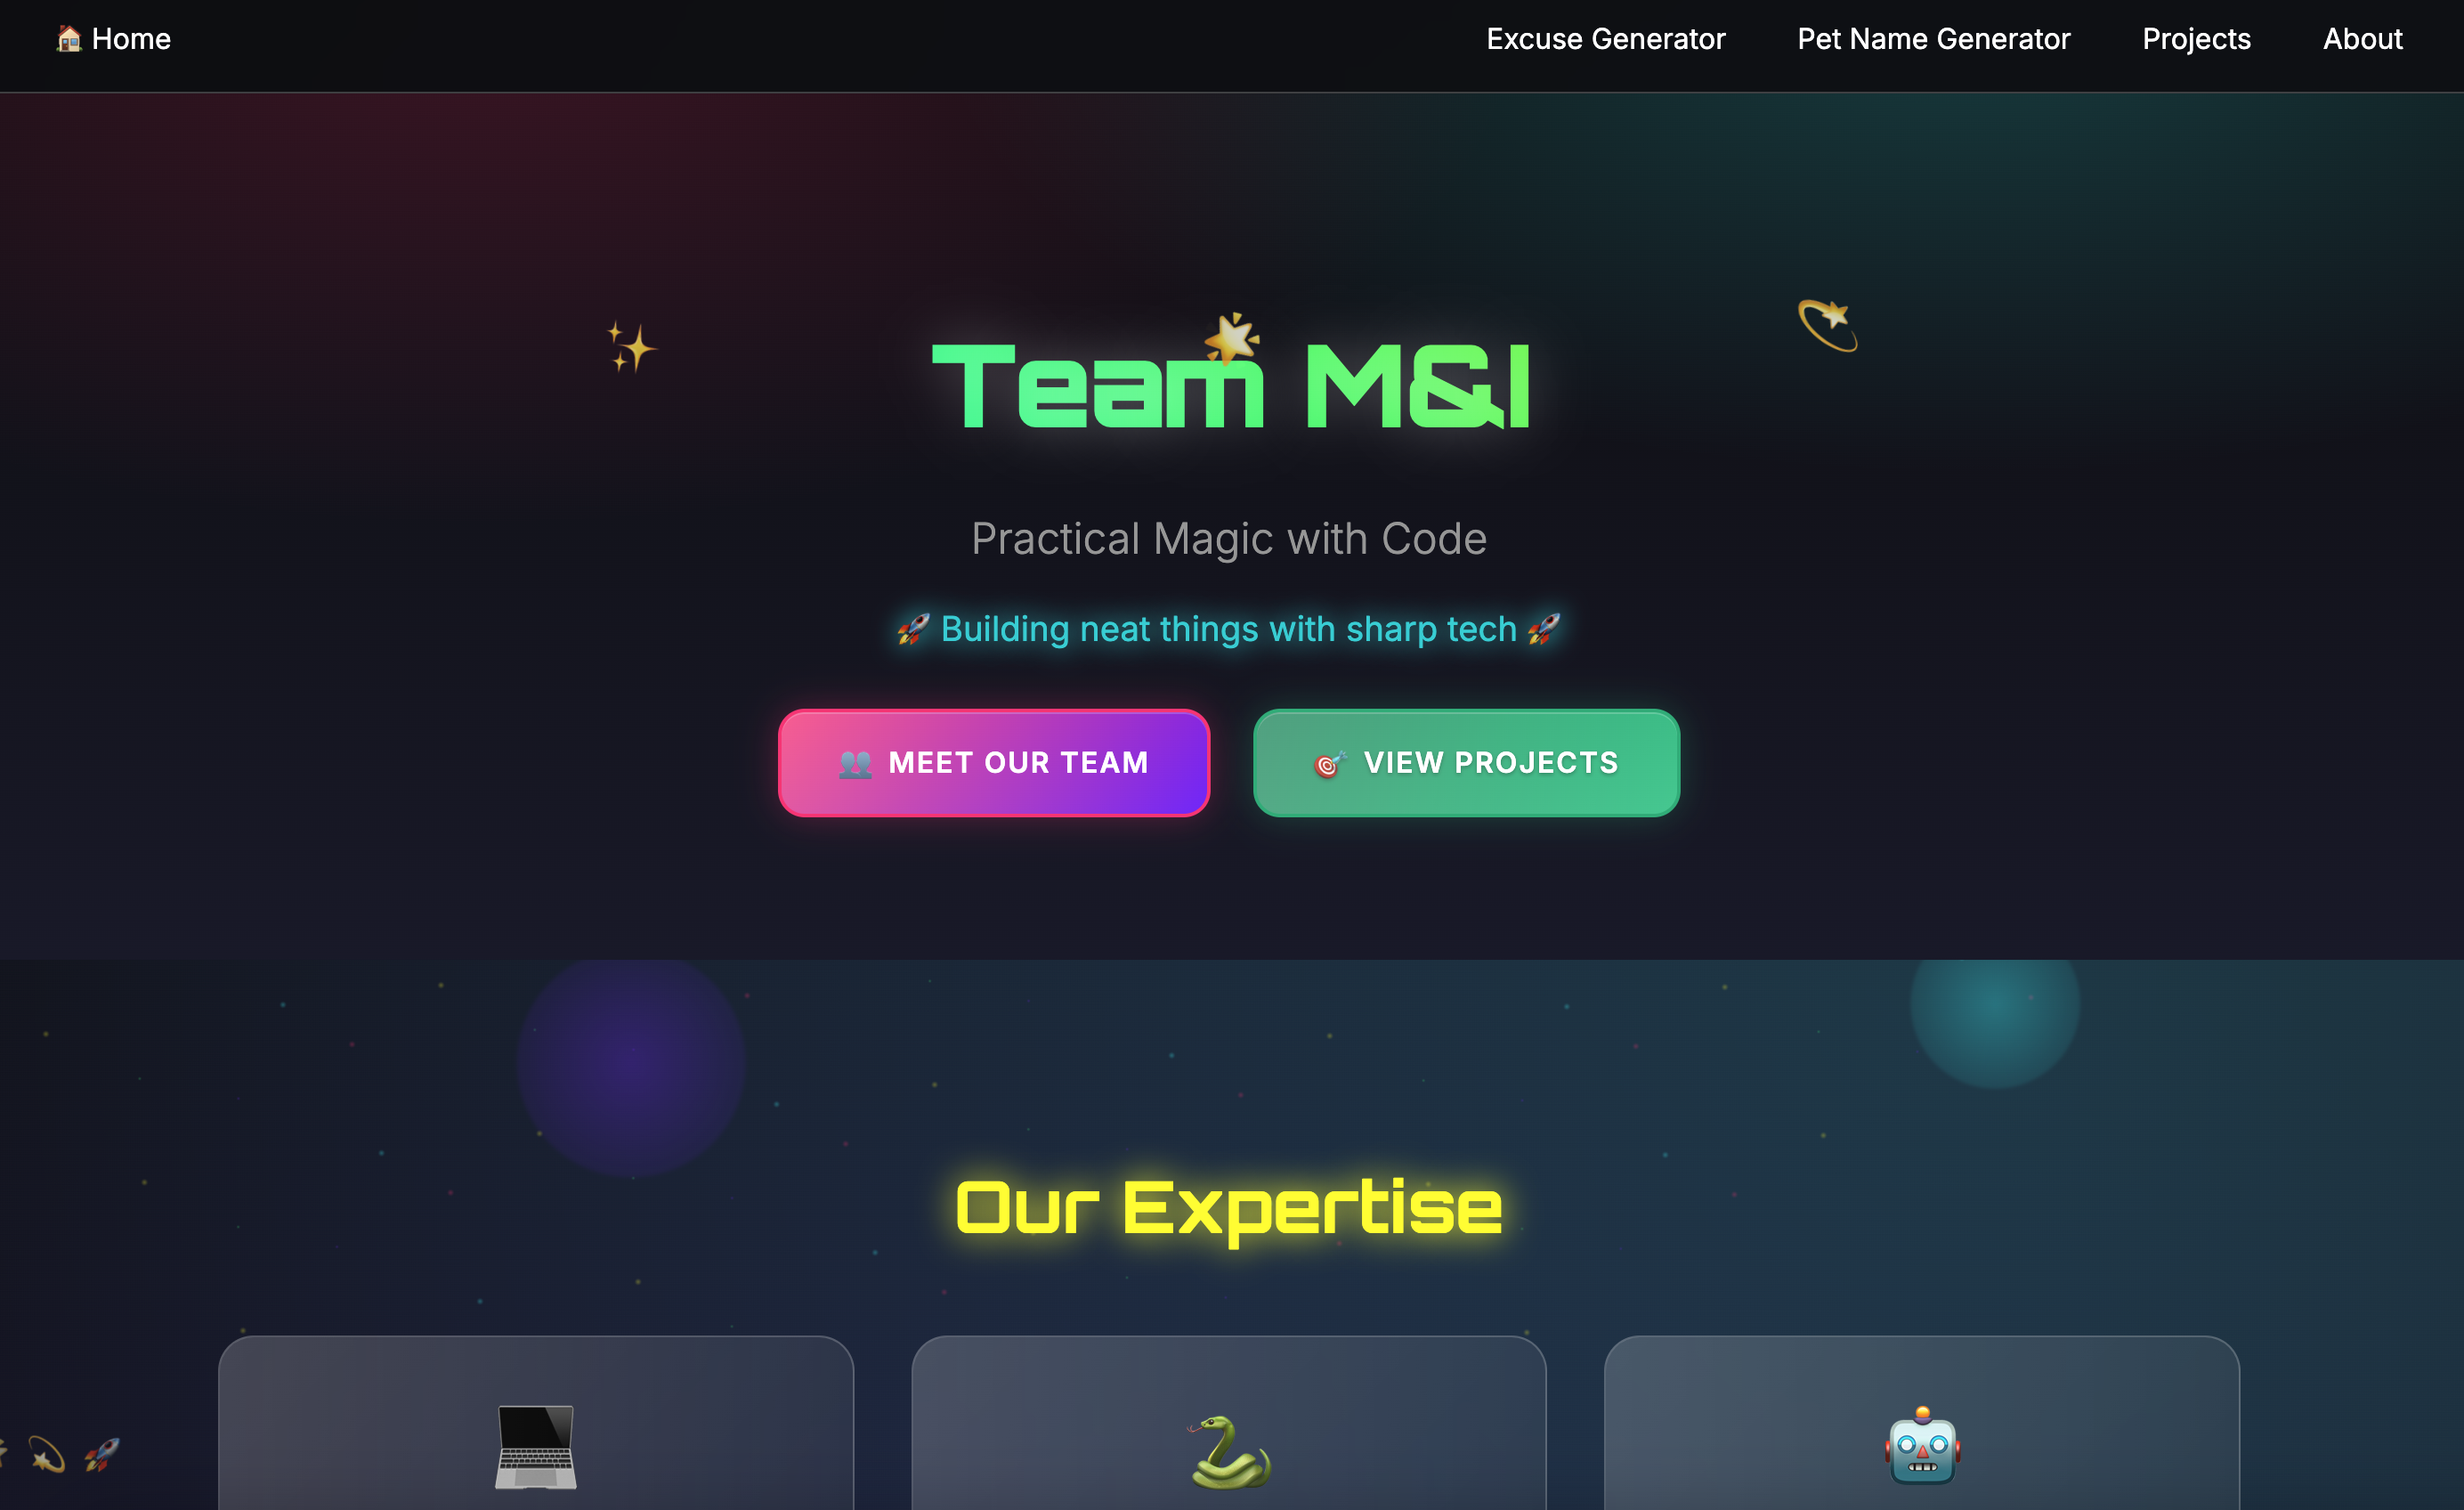 Home
Excuse Generator
Pet Name Generator
Projects
About
Team M&I
Practical Magic with Code
Building neat things with sharp tech
MEET OUR TEAM
VIEW PROJECTS
Our Expertise